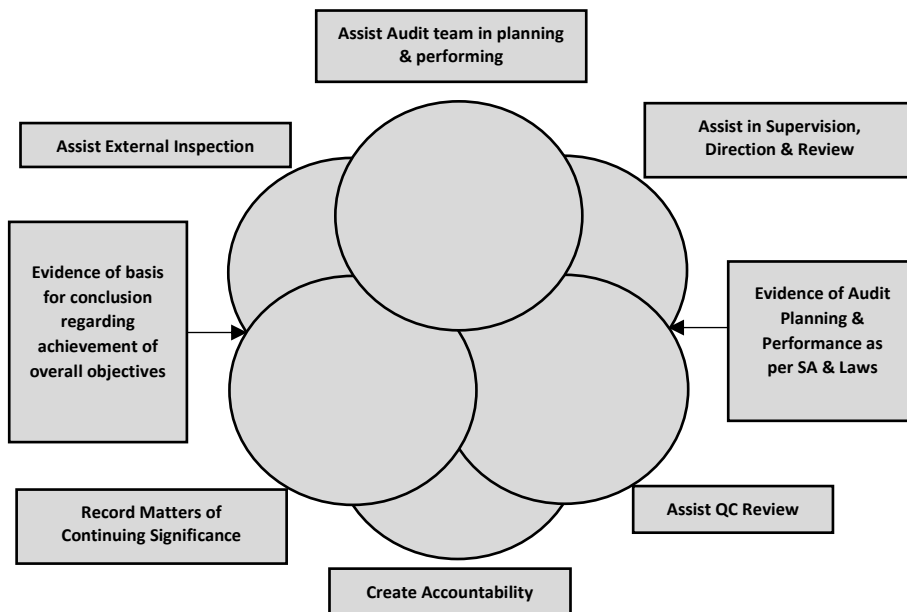 Assist Audit team in planning
& performing
Assist External Inspection
Assist in Supervision,
Direction & Review
Evidence of basis
for conclusion
regarding
achievement of
overall objectives
Evidence of Audit
Planning &
Performance as
per SA & Laws
Record Matters of
Continuing Significance
Assist QC Review
Create Accountability